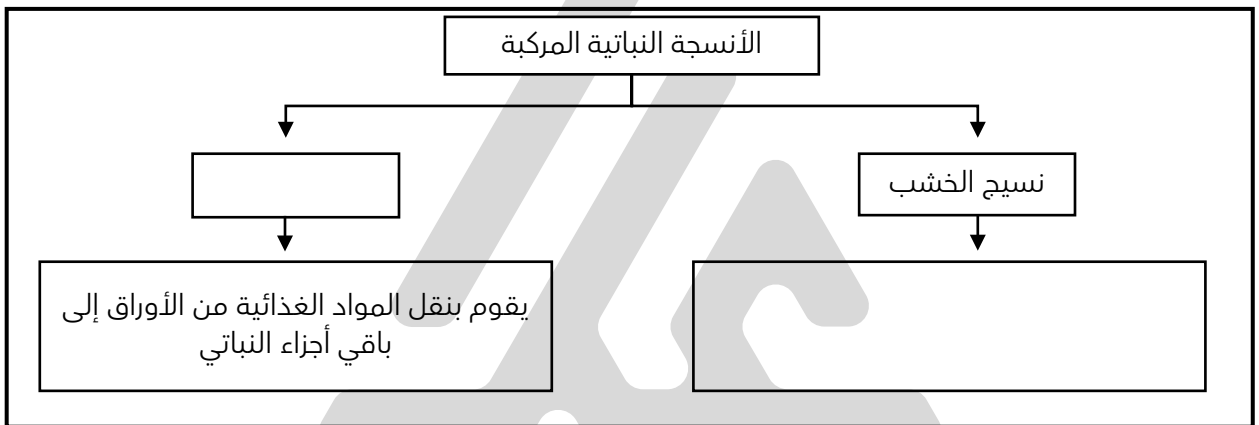 الأنسجة النباتية المركبة
نسيج الخشب
يقوم بنقل المواد الغذائية من الأوراق إلى
باقي أجزاء النباتي